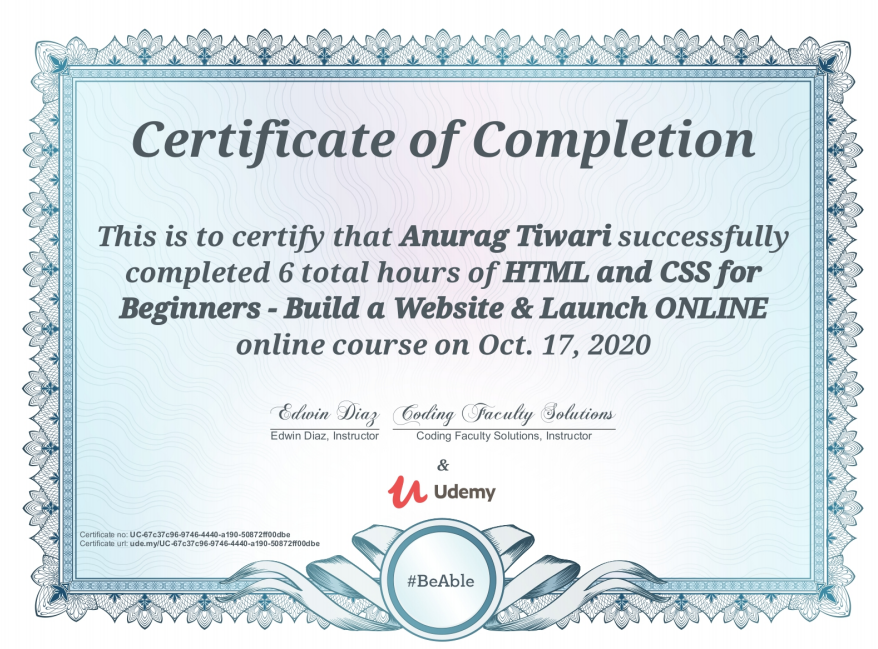 Certificate of Completion
This is to certify that Anurag Tiwari successfully
completed 6 total hours of HTML and CSS for
Beginners - Build a Website & Launch ONLINE
online course on Oct. 17, 2020
Edwin Diaz Coding Faculty Solutions
Edwin Diaz, Instructor Coding Faculty Solutions, Instructor
&
Udemy
Certificate no: UC-67c37c96-9746-4440-a190-50872ff00dbe
Certificate url: ude.my/UC-67c37c96-9746-4440-a190-50872ff00dbe
#BeAble